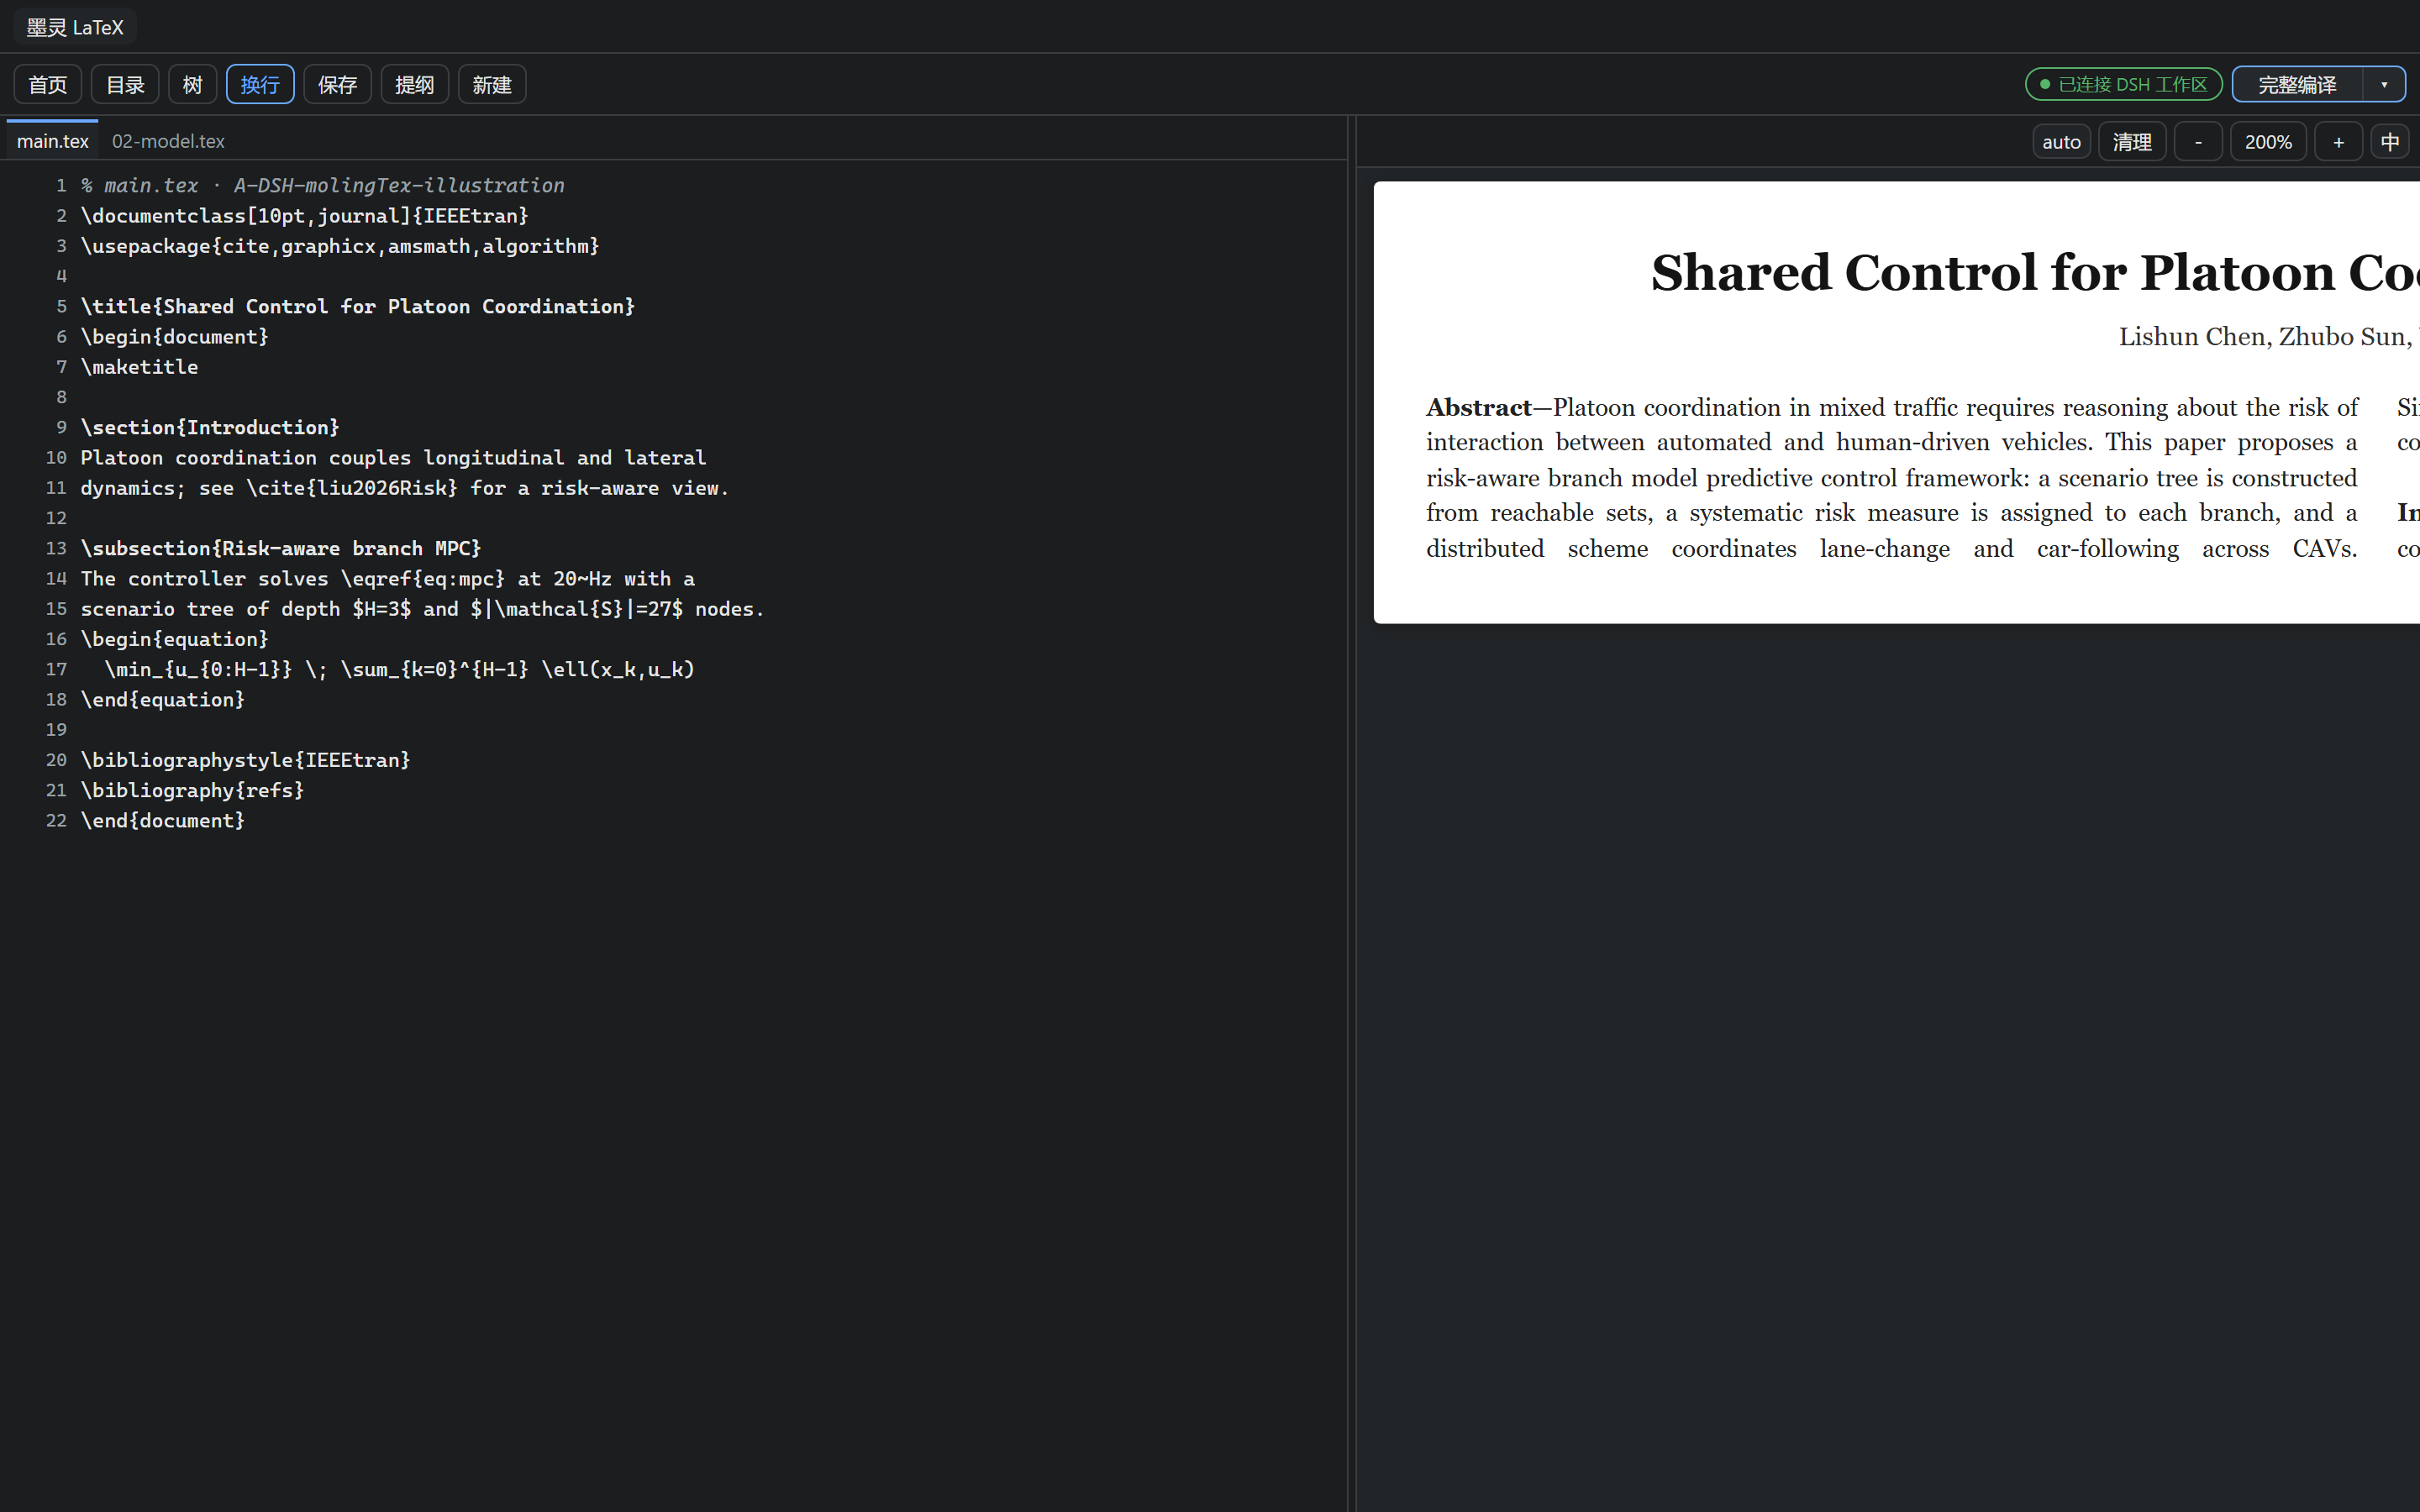 墨灵 LaTeX
首页 目录 树 换行 保存 提纲 新建
已连接 DSH 工作区 完整编译 ▾
main.tex 02-model.tex
auto 清理 - 200% + 中
1 % main.tex · A-DSH-molingTex-illustration
2 \documentclass[10pt,journal]{IEEEtran}
3 \usepackage{cite,graphicx,amsmath,algorithm}
4
5 \title{Shared Control for Platoon Coordination}
6 \begin{document}
7 \maketitle
8
9 \section{Introduction}
10 Platoon coordination couples longitudinal and lateral
11 dynamics; see \cite{liu2026Risk} for a risk-aware view.
12
13 \subsection{Risk-aware branch MPC}
14 The controller solves \eqref{eq:mpc} at 20~Hz with a
15 scenario tree of depth $H=3$ and $|\mathcal{S}|=27$ nodes.
16 \begin{equation}
17   \min_{u_{0:H-1}} \; \sum_{k=0}^{H-1} \ell(x_k,u_k)
18 \end{equation}
19
20 \bibliographystyle{IEEEtran}
21 \bibliography{refs}
22 \end{document}
Shared Control for Platoon
Lishun Chen, Zhubo Sun,
Abstract—Platoon coordination in mixed traffic requires reasoning about the risk of
interaction between automated and human-driven vehicles. This paper proposes a
risk-aware branch model predictive control framework: a scenario tree is constructed
from reachable sets, a systematic risk measure is assigned to each branch, and a
distributed scheme coordinates lane-change and car-following across CAVs.